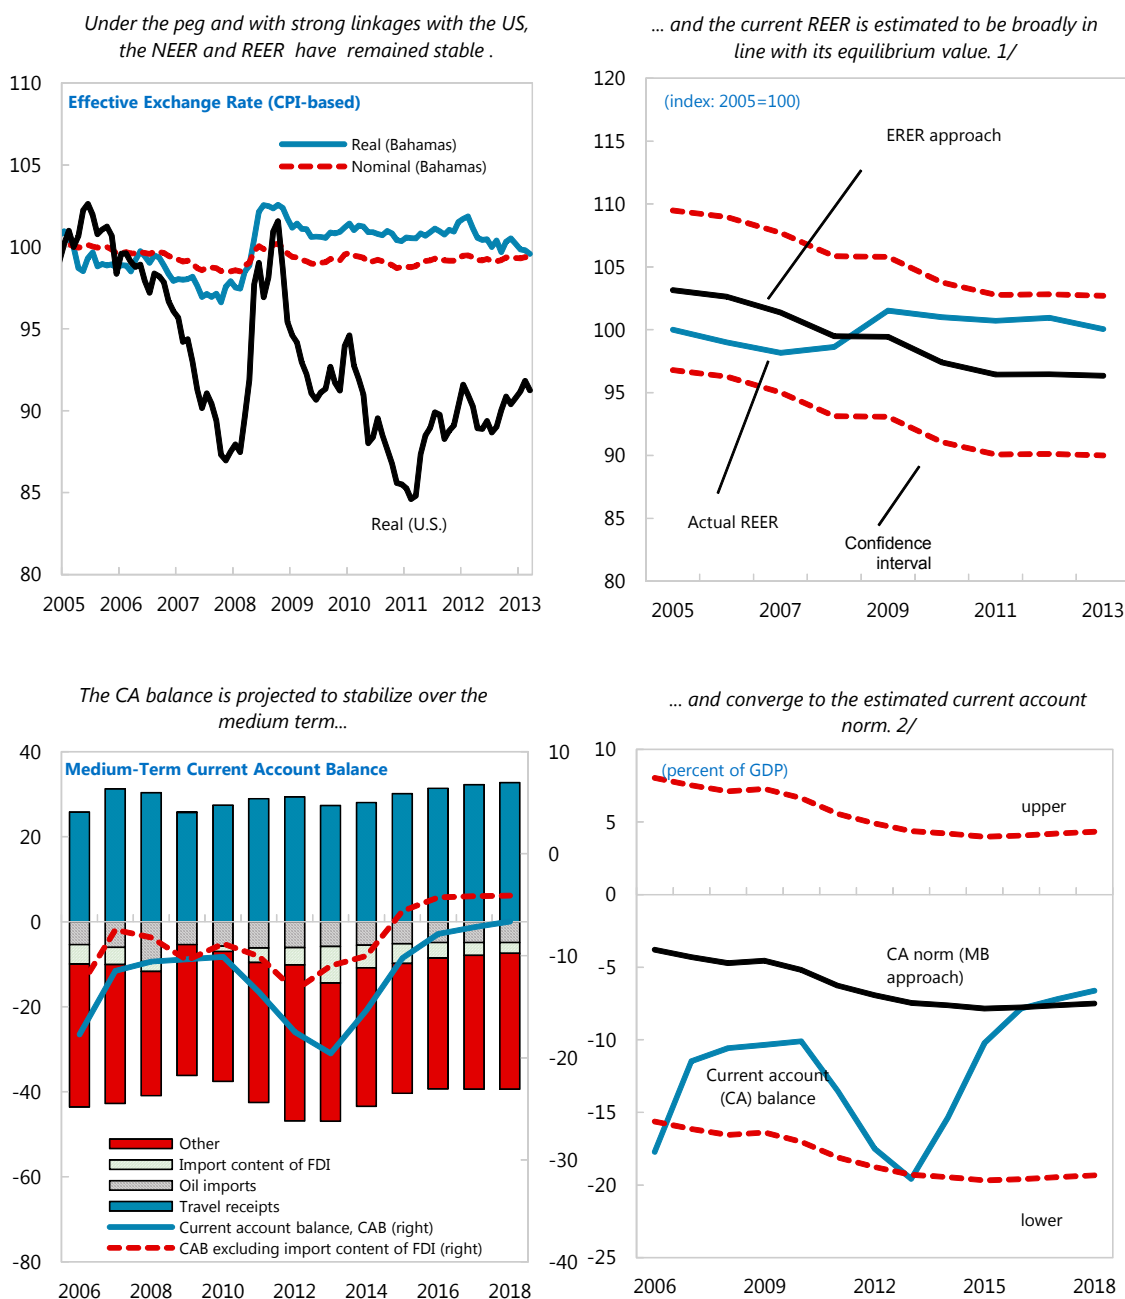 Under the peg and with strong linkages with the US,
the NEER and REER have remained stable .
110
105
100
95
90
85
80
Effective Exchange Rate (CPI-based)
Real (Bahamas)
Nominal (Bahamas)
Real (U.S.)
2005 2006 2007 2008 2009 2010 2011 2012 2013
... and the current REER is estimated to be broadly in
line with its equilibrium value. 1/
120
115
110
105
100
95
90
85
80
(index: 2005=100)
ERER approach
Actual REER
Confidence
interval
2005 2007 2009 2011 2013
The CA balance is projected to stabilize over the
medium term...
40
20
0
-20
-40
-60
-80
Medium-Term Current Account Balance
Other
Import content of FDI
Oil imports
Travel receipts
Current account balance, CAB (right)
CAB excluding import content of FDI (right)
10
0
-10
-20
-30
-40
2006 2008 2010 2012 2014 2016 2018
... and converge to the estimated current account
norm. 2/
10
5
0
-5
-10
-15
-20
-25
(percent of GDP)
upper
CA norm (MB
approach)
Current account
(CA) balance
lower
2006 2009 2012 2015 2018